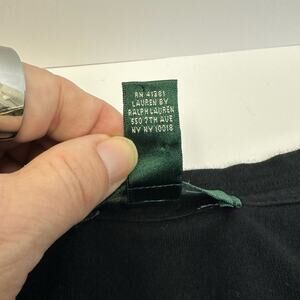 RN 41381
LAUREN BY
RALPH LAUREN
550 7TH AVE
NY NY 10018